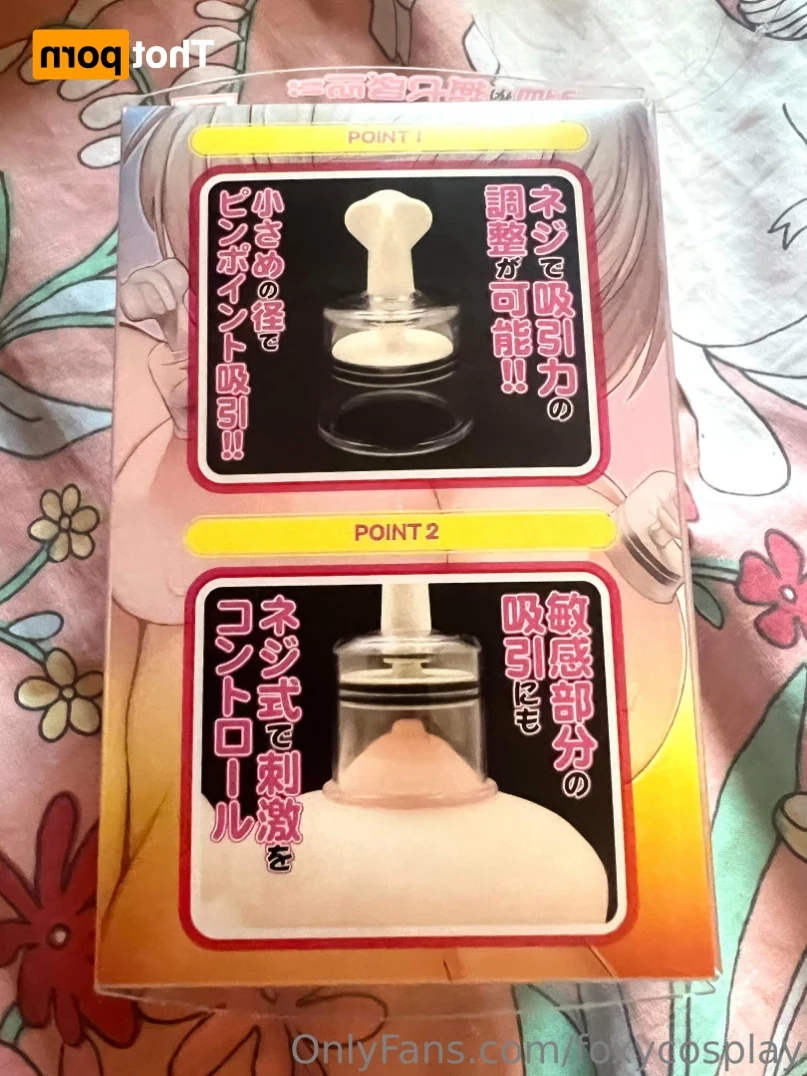 Thot porn
POINT 1
ネジで吸引力の
調整が可能!!
小さめの径で
ピンポイント吸引!!
POINT 2
敏感部分の
吸引にも
ネジ式で刺激を
コントロール
OnlyFans.com/foxycosplay